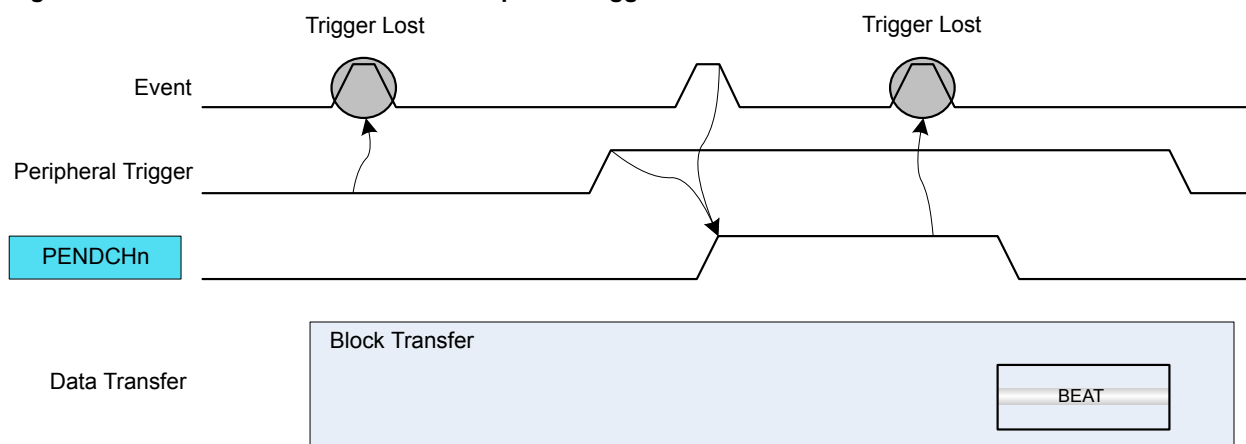 Trigger Lost
Trigger Lost
Event
Peripheral Trigger
PENDCHn
Block Transfer
Data Transfer
BEAT